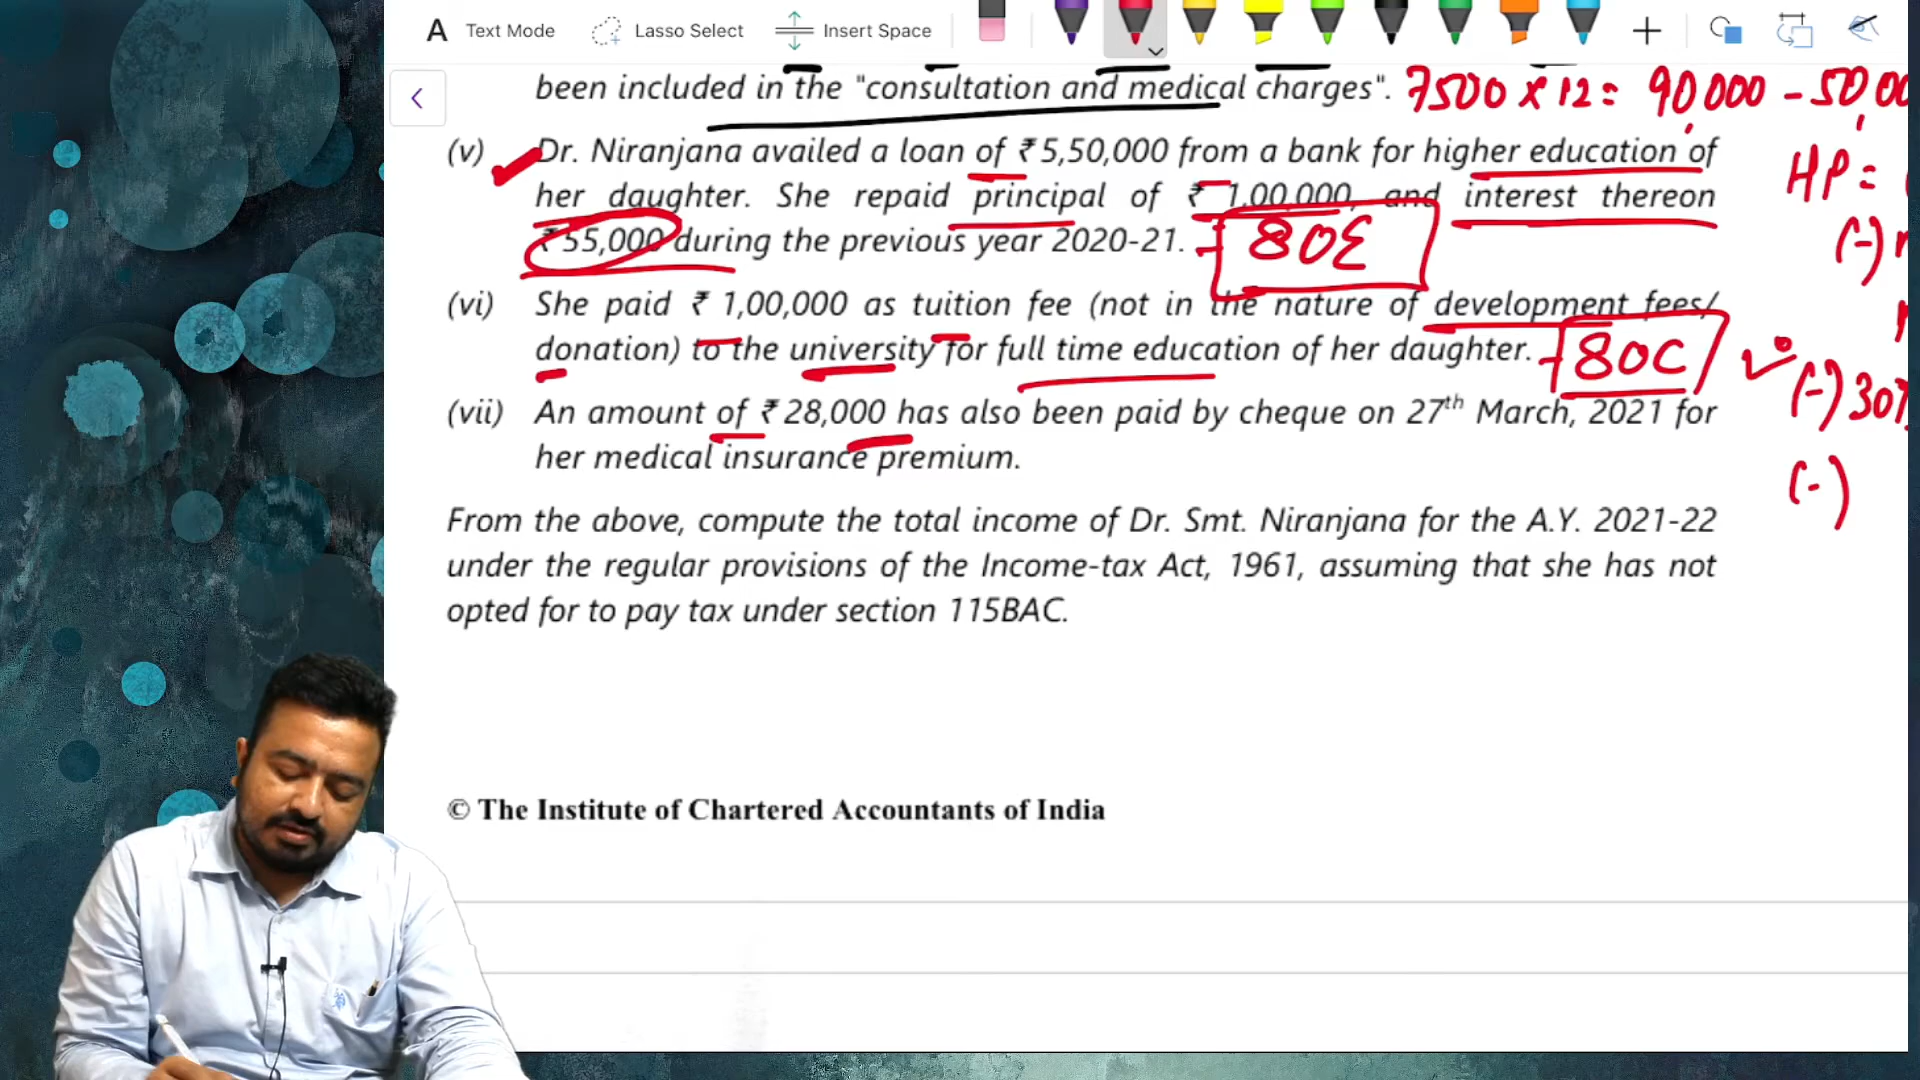 A Text Mode Lasso Select Insert Space
been included in the "consultation and medical charges". 7500 x 12 = 90000 - 5000
(v) Dr. Niranjana availed a loan of ₹ 5,50,000 from a bank for higher education of
HP =
her daughter. She repaid principal of ₹ 1,00,000, and interest thereon
₹ 55,000 during the previous year 2020-21. - 80E
(-)
(vi) She paid ₹ 1,00,000 as tuition fee (not in the nature of development fees/
donation) to the university for full time education of her daughter. - 80C
(-) 30%
(vii) An amount of ₹ 28,000 has also been paid by cheque on 27th March, 2021 for
her medical insurance premium.
(-)
From the above, compute the total income of Dr. Smt. Niranjana for the A.Y. 2021-22
under the regular provisions of the Income-tax Act, 1961, assuming that she has not
opted for to pay tax under section 115BAC.
© The Institute of Chartered Accountants of India